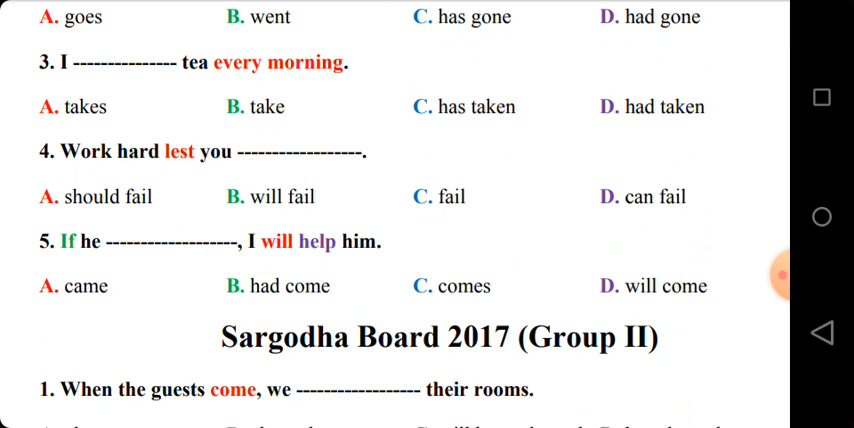 A. goes B. went C. has gone D. had gone
3. I --------------- tea every morning.
A. takes B. take C. has taken D. had taken
4. Work hard lest you ------------------.
A. should fail B. will fail C. fail D. can fail
5. If he -------------------, I will help him.
A. came B. had come C. comes D. will come
Sargodha Board 2017 (Group II)
1. When the guests come, we ------------------ their rooms.